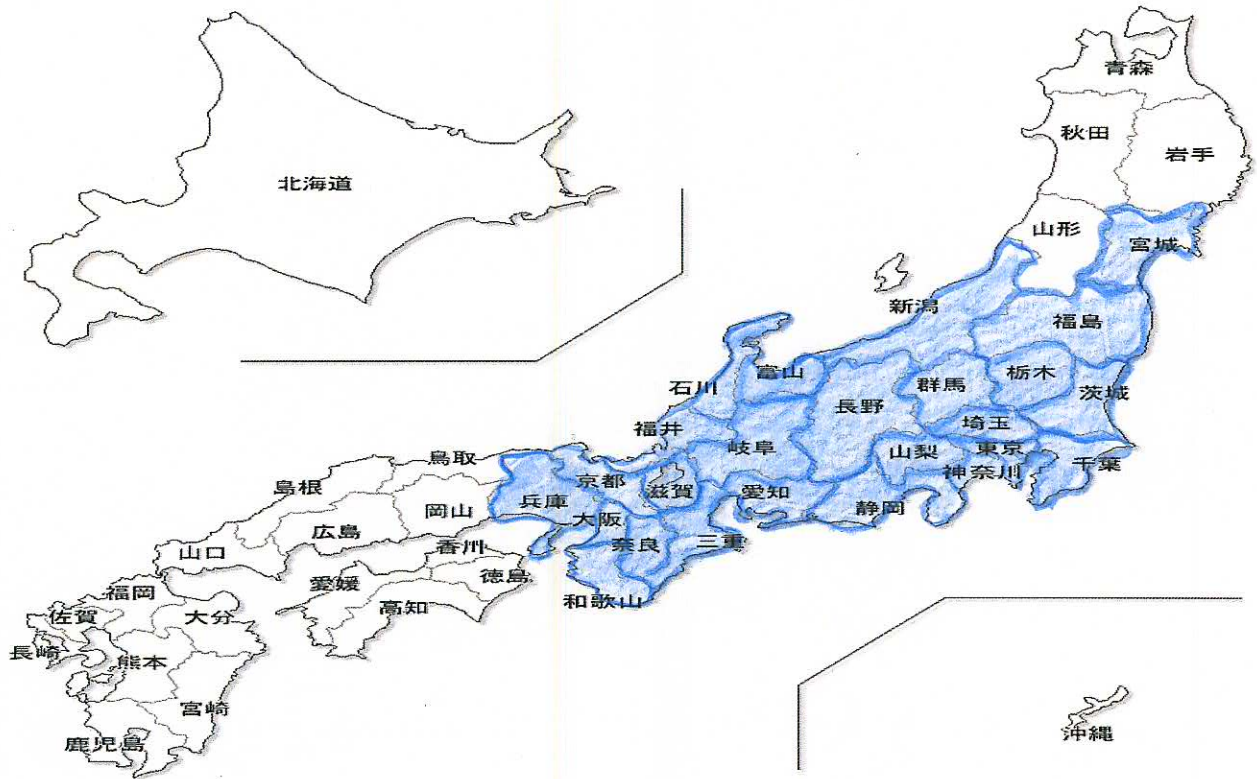 青森
秋田
岩手
北海道
山形
宮城
新潟
福島
富山
石川
群馬
栃木
茨城
長野
埼玉
福井
岐阜
山梨
東京
千葉
神奈川
鳥取
京都
滋賀
愛知
静岡
島根
兵庫
岡山
大阪
広島
奈良
三重
山口
香川
愛媛
徳島
福岡
高知
和歌山
佐賀
大分
長崎
熊本
宮崎
鹿児島
沖縄